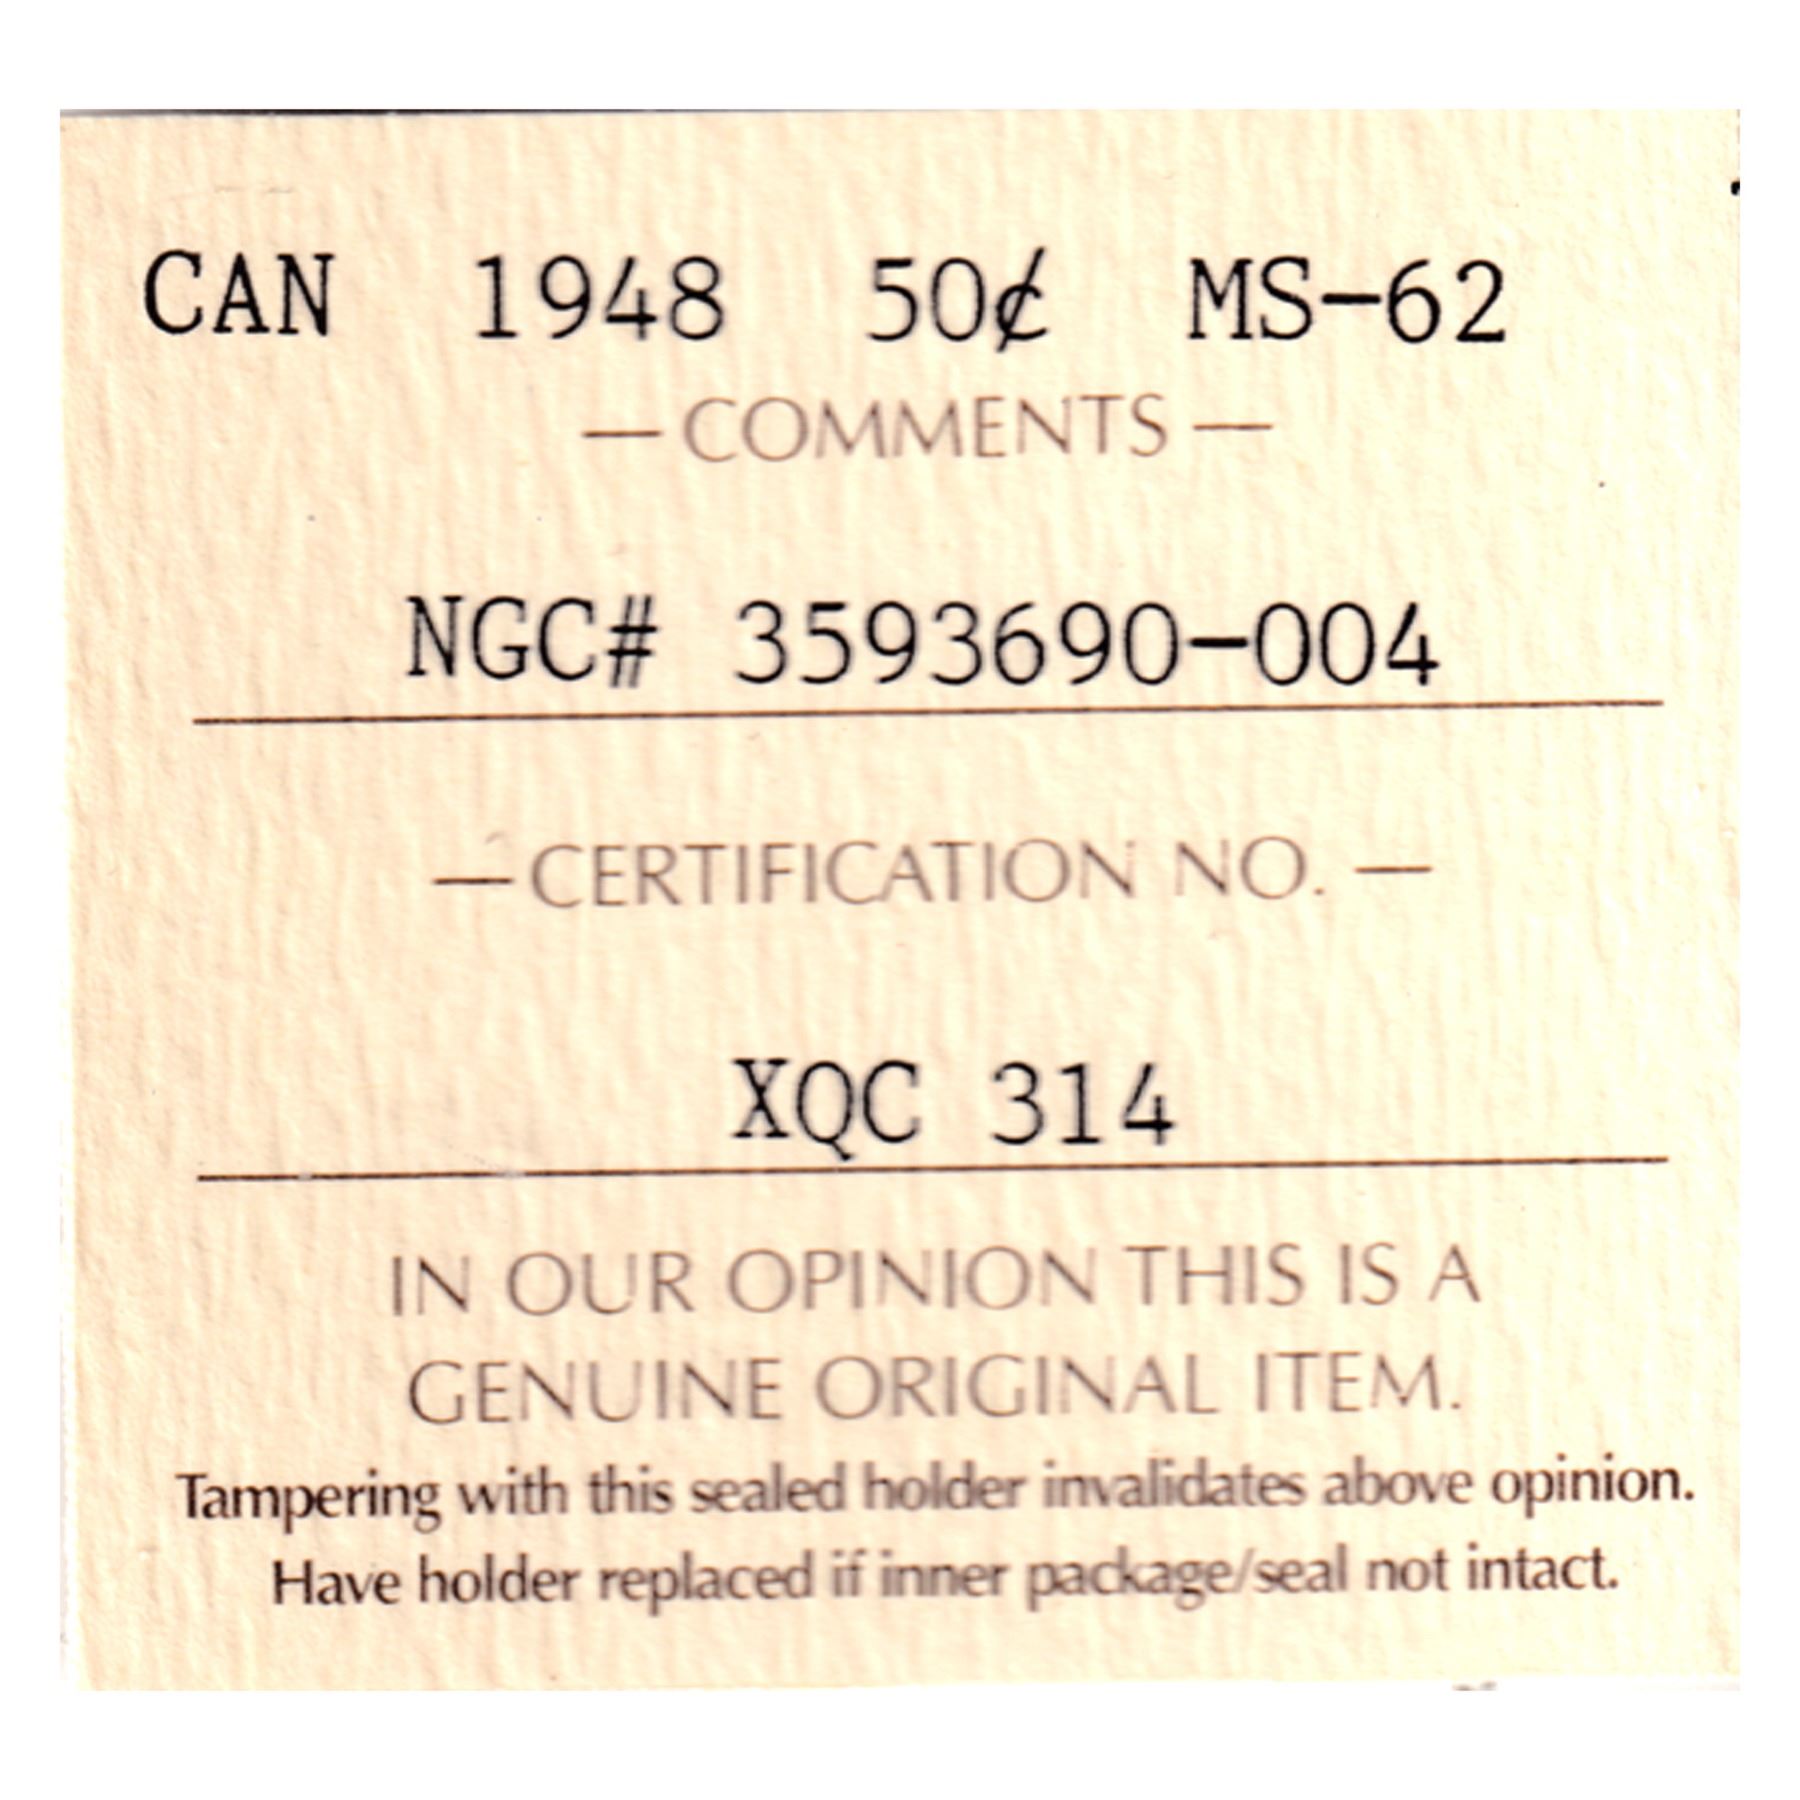 CAN 1948 50¢ MS-62
— COMMENTS —
NGC# 3593690-004
— CERTIFICATION NO. —
XQC 314
IN OUR OPINION THIS IS A
GENUINE ORIGINAL ITEM.
Tampering with this sealed holder invalidates above opinion.
Have holder replaced if inner package/seal not intact.